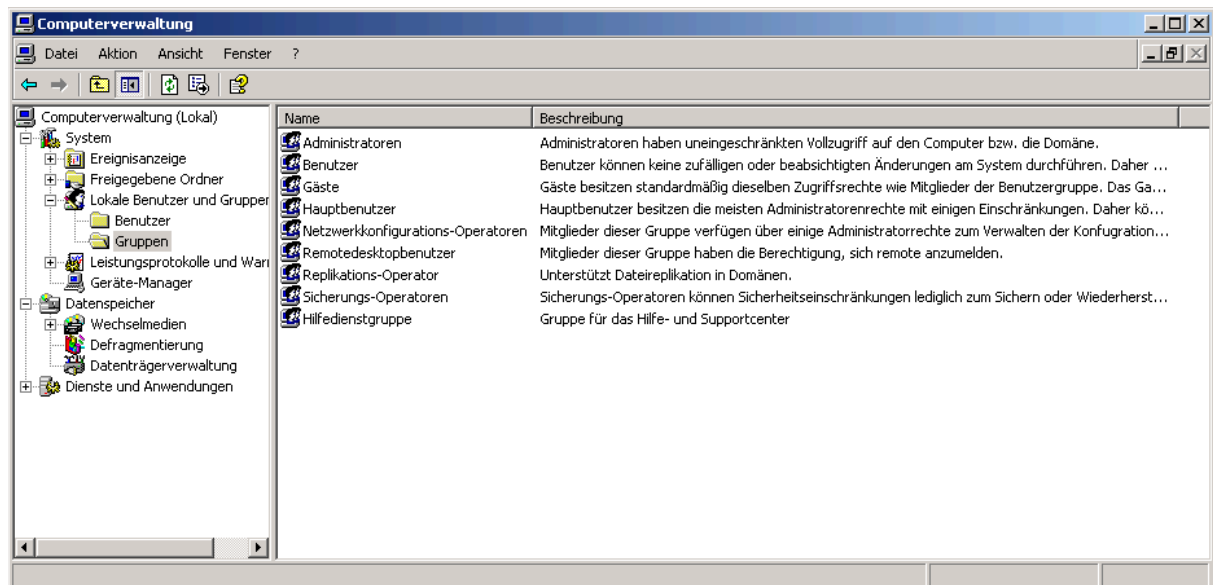 Computerverwaltung
Datei Aktion Ansicht Fenster ?
Computerverwaltung (Lokal)
System
Ereignisanzeige
Freigegebene Ordner
Lokale Benutzer und Grupper
Benutzer
Gruppen
Leistungsprotokolle und Warr
Geräte-Manager
Datenspeicher
Wechselmedien
Defragmentierung
Datenträgerverwaltung
Dienste und Anwendungen
Name Beschreibung
Administratoren Administratoren haben uneingeschränkten Vollzugriff auf den Computer bzw. die Domäne.
Benutzer Benutzer können keine zufälligen oder beabsichtigten Änderungen am System durchführen. Daher ...
Gäste Gäste besitzen standardmäßig dieselben Zugriffsrechte wie Mitglieder der Benutzergruppe. Das Ga...
Hauptbenutzer Hauptbenutzer besitzen die meisten Administratorenrechte mit einigen Einschränkungen. Daher kö...
Netzwerkkonfigurations-Operatoren Mitglieder dieser Gruppe verfügen über einige Administratorrechte zum Verwalten der Konfugration...
Remotedesktopbenutzer Mitglieder dieser Gruppe haben die Berechtigung, sich remote anzumelden.
Replikations-Operator Unterstützt Dateireplikation in Domänen.
Sicherungs-Operatoren Sicherungs-Operatoren können Sicherheitseinschränkungen lediglich zum Sichern oder Wiederherst...
Hilfedienstgruppe Gruppe für das Hilfe- und Supportcenter